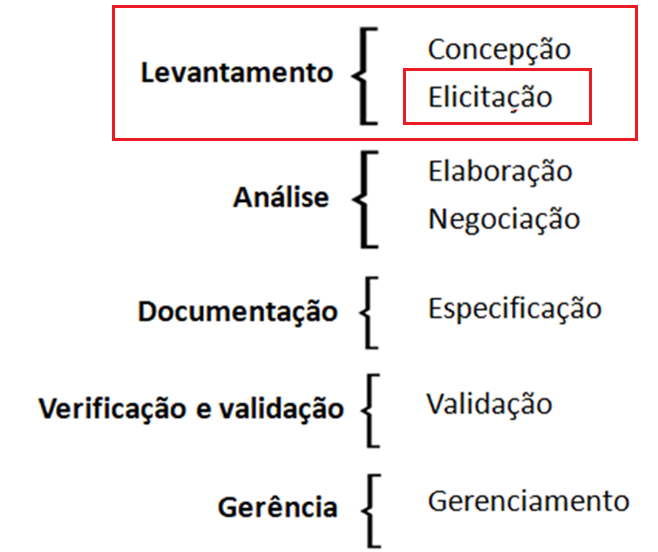 Levantamento
Concepção
Elicitação
Análise
Elaboração
Negociação
Documentação
Especificação
Verificação e validação
Validação
Gerência
Gerenciamento